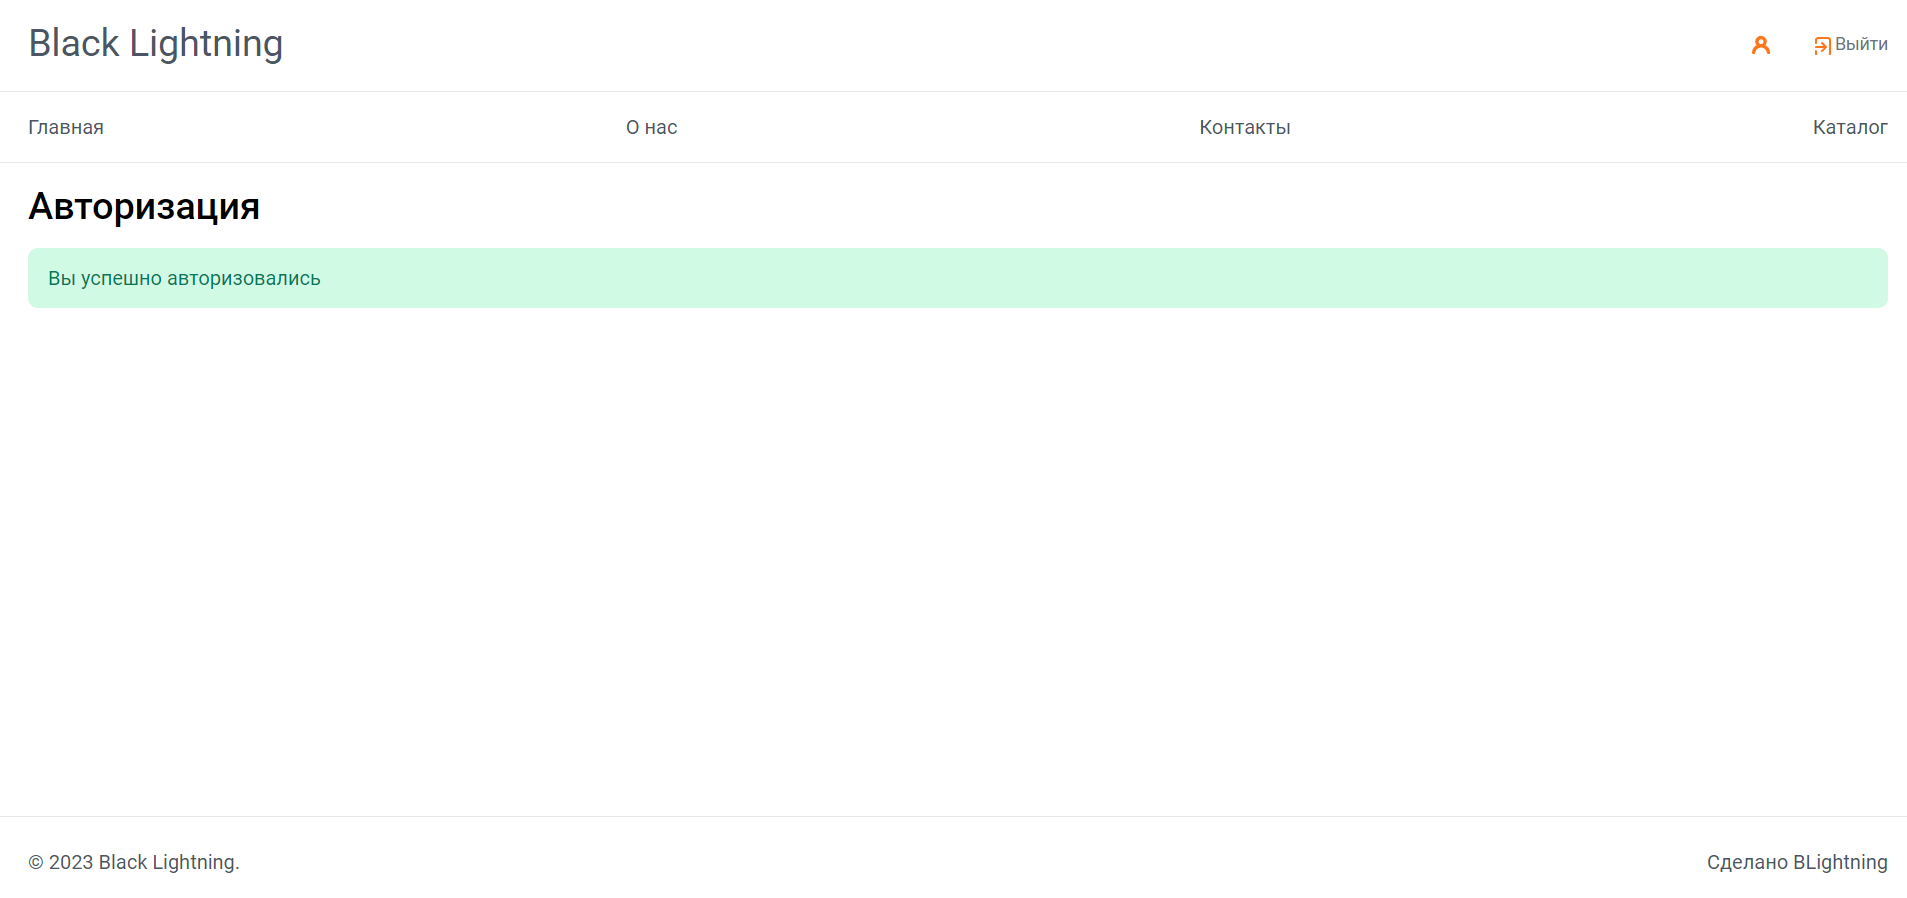 Black Lightning
Выйти
Главная
О нас
Контакты
Каталог
Авторизация
Вы успешно авторизовались
© 2023 Black Lightning.
Сделано BLightning